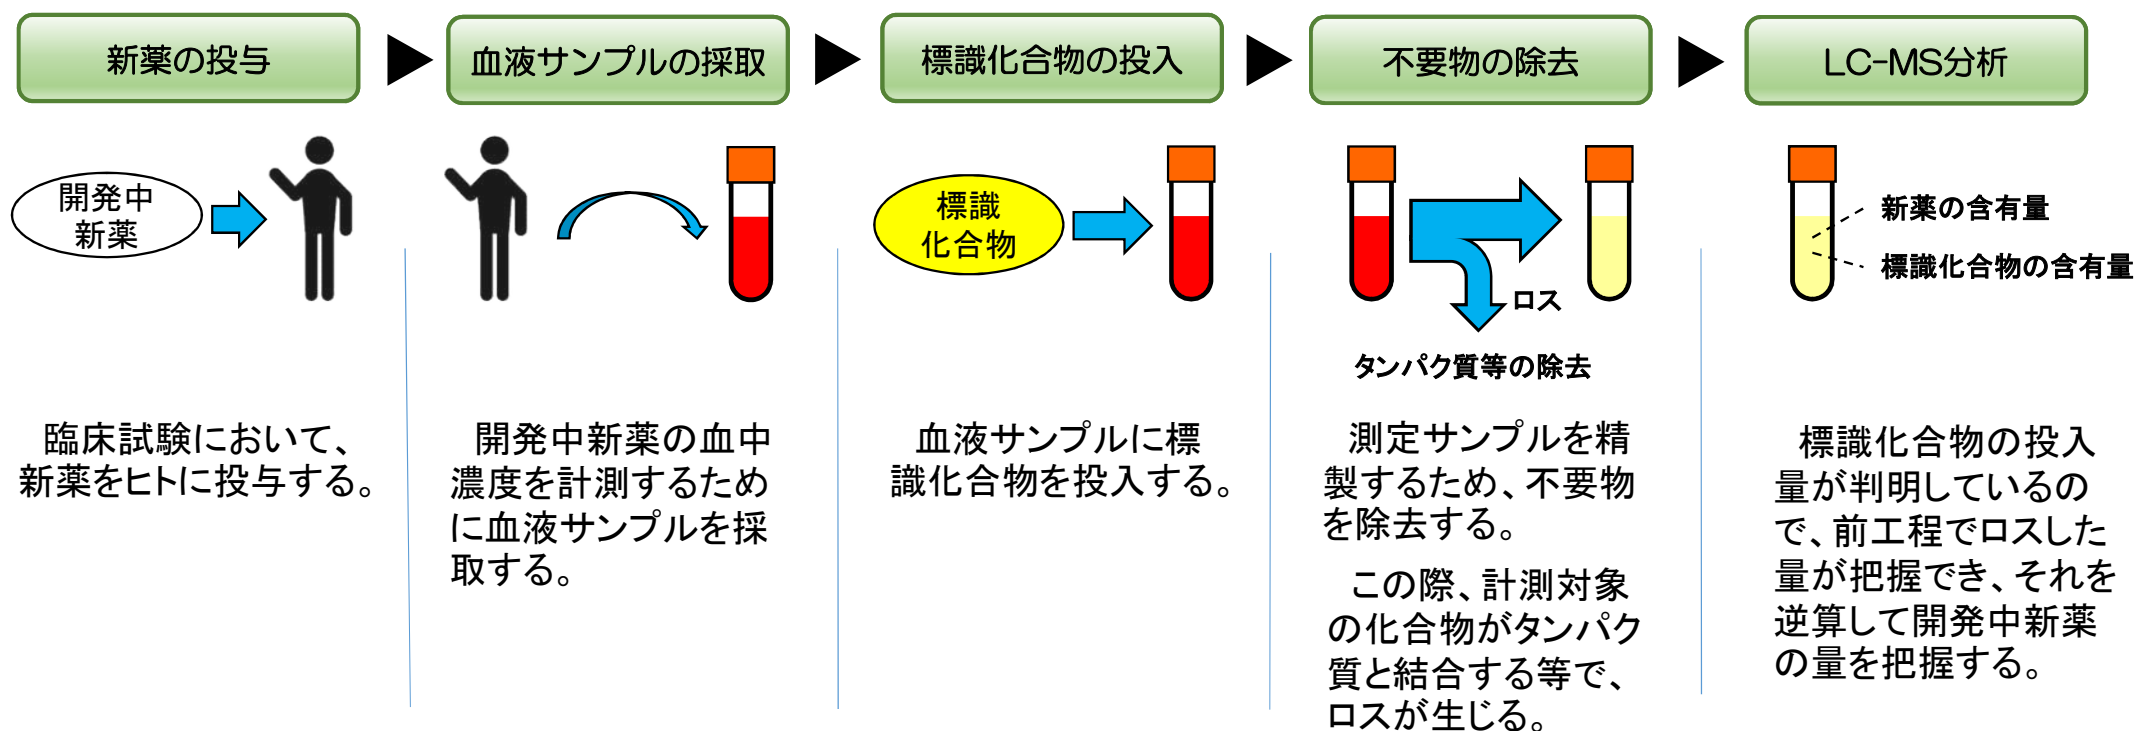 新薬の投与
血液サンプルの採取
標識化合物の投入
不要物の除去
LC-MS分析
開発中
新薬
標識
化合物
ロス
タンパク質等の除去
新薬の含有量
標識化合物の含有量
臨床試験において、
新薬をヒトに投与する。
開発中新薬の血中
濃度を計測するため
に血液サンプルを採
取する。
血液サンプルに標
識化合物を投入する。
測定サンプルを精
製するため、不要物
を除去する。
この際、計測対象
の化合物がタンパク
質と結合する等で、
ロスが生じる。
標識化合物の投入
量が判明しているの
で、前工程でロスした
量が把握でき、それを
逆算して開発中新薬
の量を把握する。